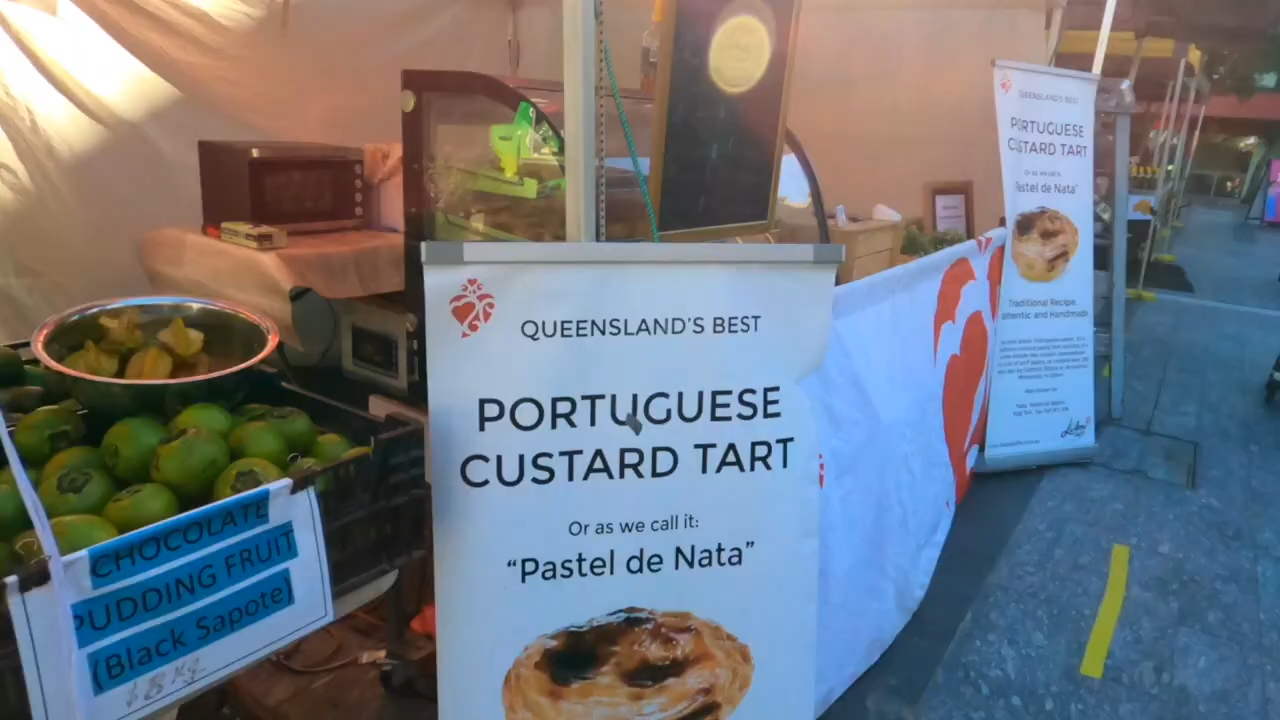 QUEENSLAND'S BEST
PORTUGUESE
CUSTARD TART
Or as we call it:
"Pastel de Nata"
CHOCOLATE
PUDDING FRUIT
(Black Sapote)
QUEENSLAND'S BEST
PORTUGUESE
CUSTARD TART
Or as we call it:
"Pastel de Nata"
Traditional Recipe,
Authentic and Handmade